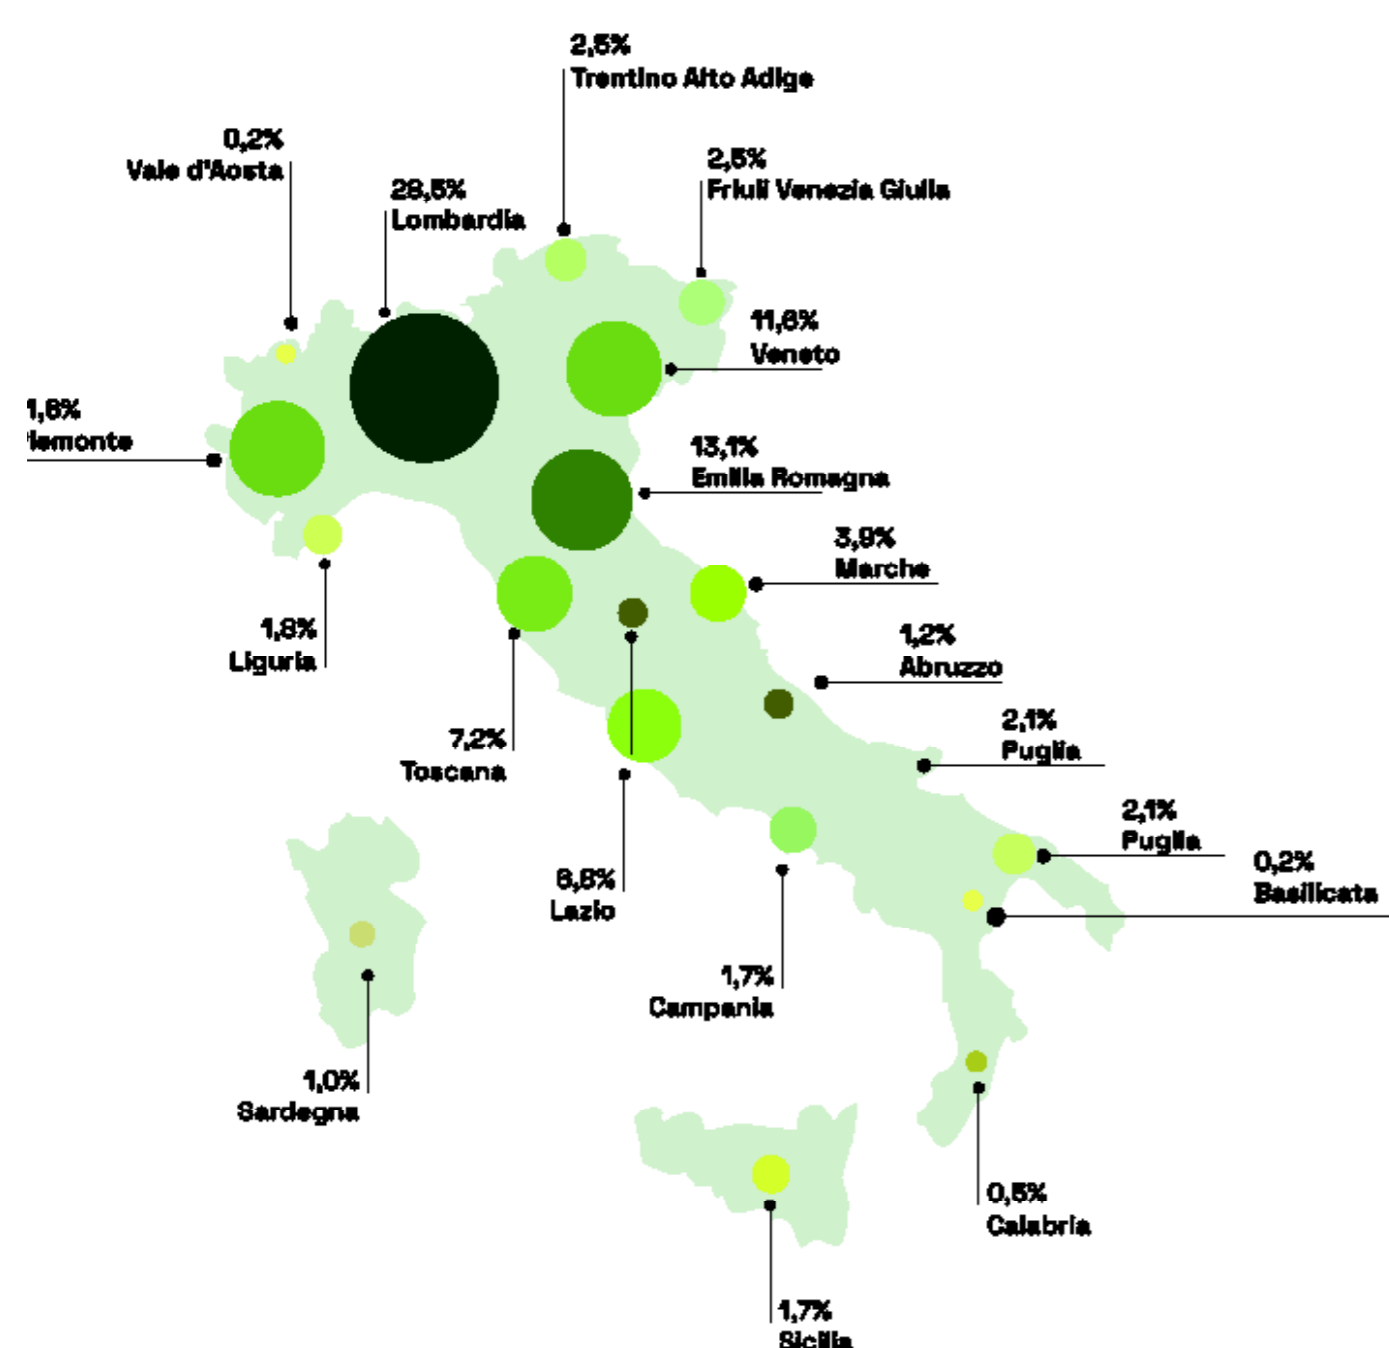 2,5%
Trentino Alto Adige
0,2%
Vale d'Aosta
2,5%
Friuli Venezia Giulia
28,5%
Lombardia
11,6%
Veneto
1,6%
iemonte
13,1%
Emilia Romagna
3,9%
Marche
1,8%
Liguria
1,2%
Abruzzo
2,1%
Puglia
7,2%
Toscana
2,1%
Puglia
0,2%
Basilicata
6,8%
Lazio
1,7%
Campania
1,0%
Sardegna
0,5%
Calabria
1,7%
Sicilia